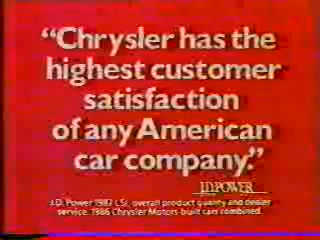 “Chrysler has the
highest customer
satisfaction
of any American
car company.”
J.D.POWER
J.D. Power 1987 CSI, overall product quality and dealer
service. 1986 Chrysler Motors-built cars combined.